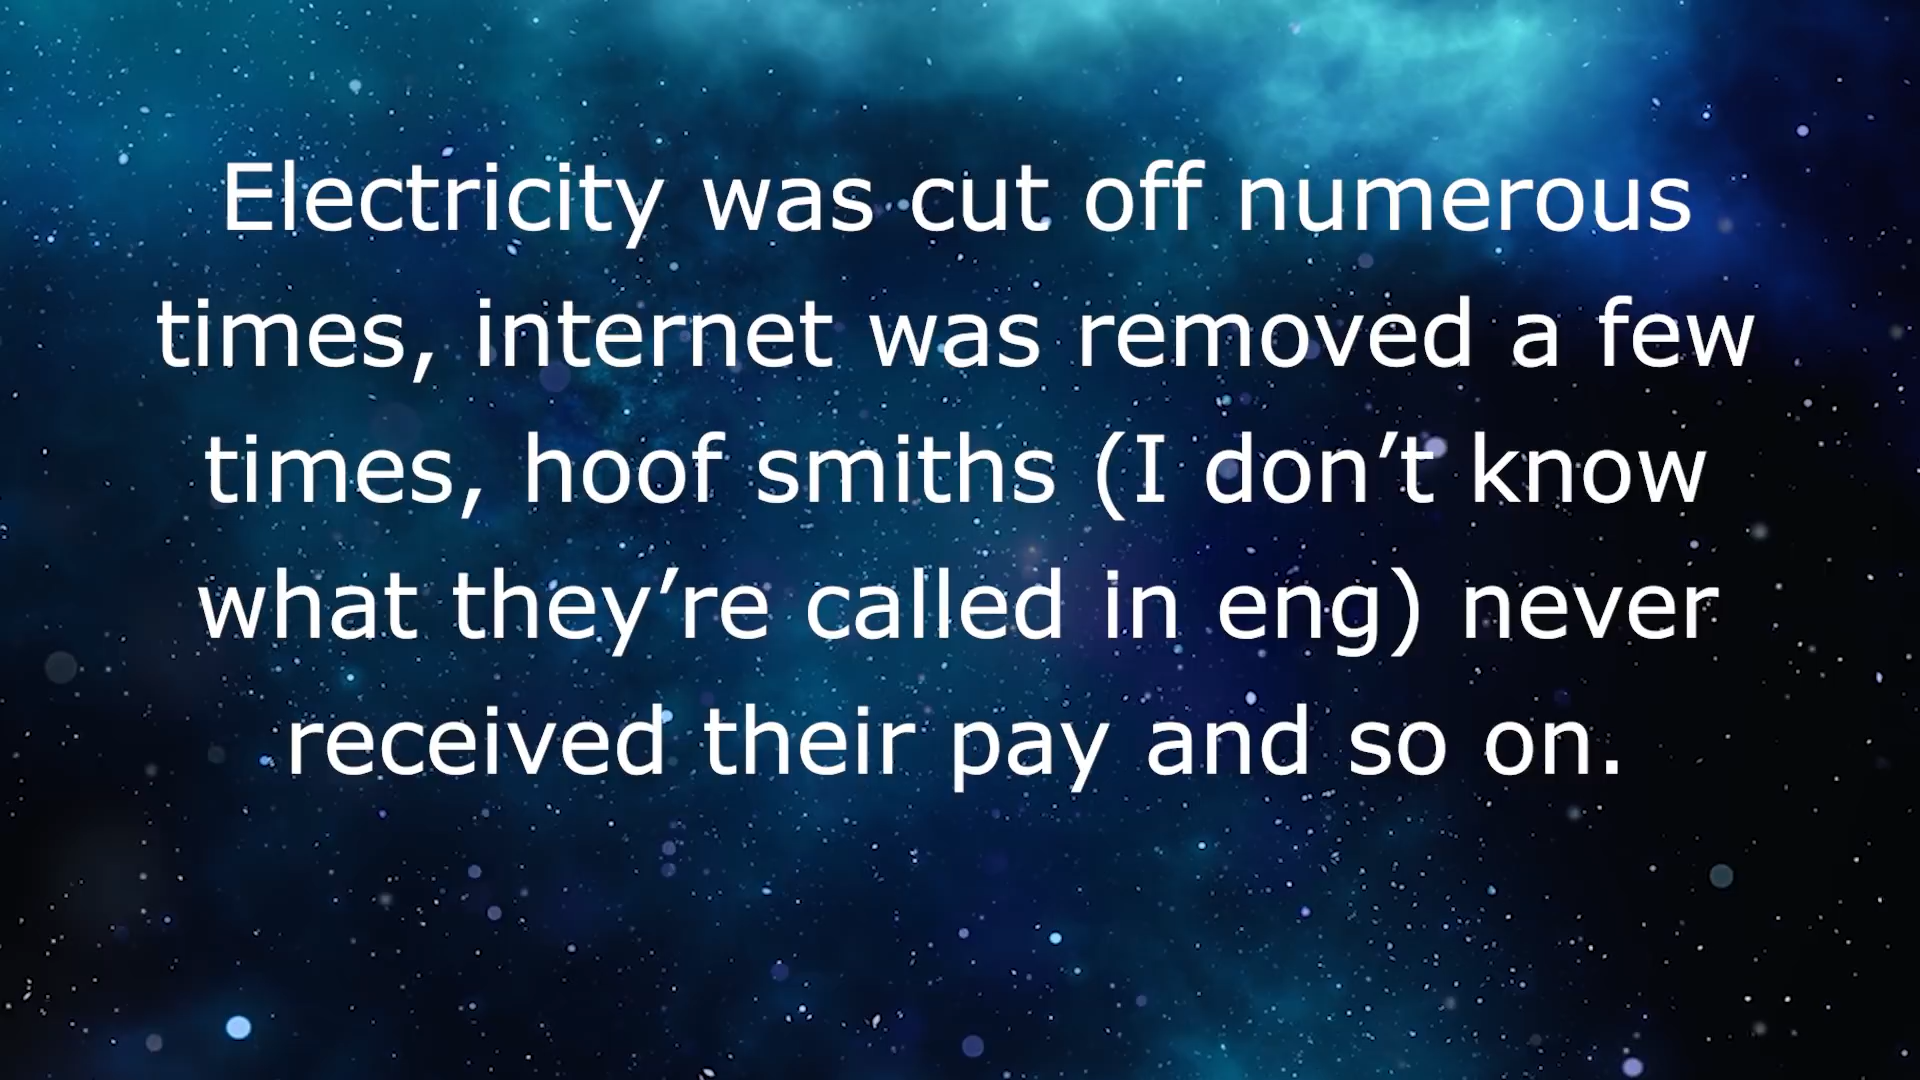 Electricity was cut off numerous
times, internet was removed a few
times, hoof smiths (I don’t know
what they’re called in eng) never
received their pay and so on.